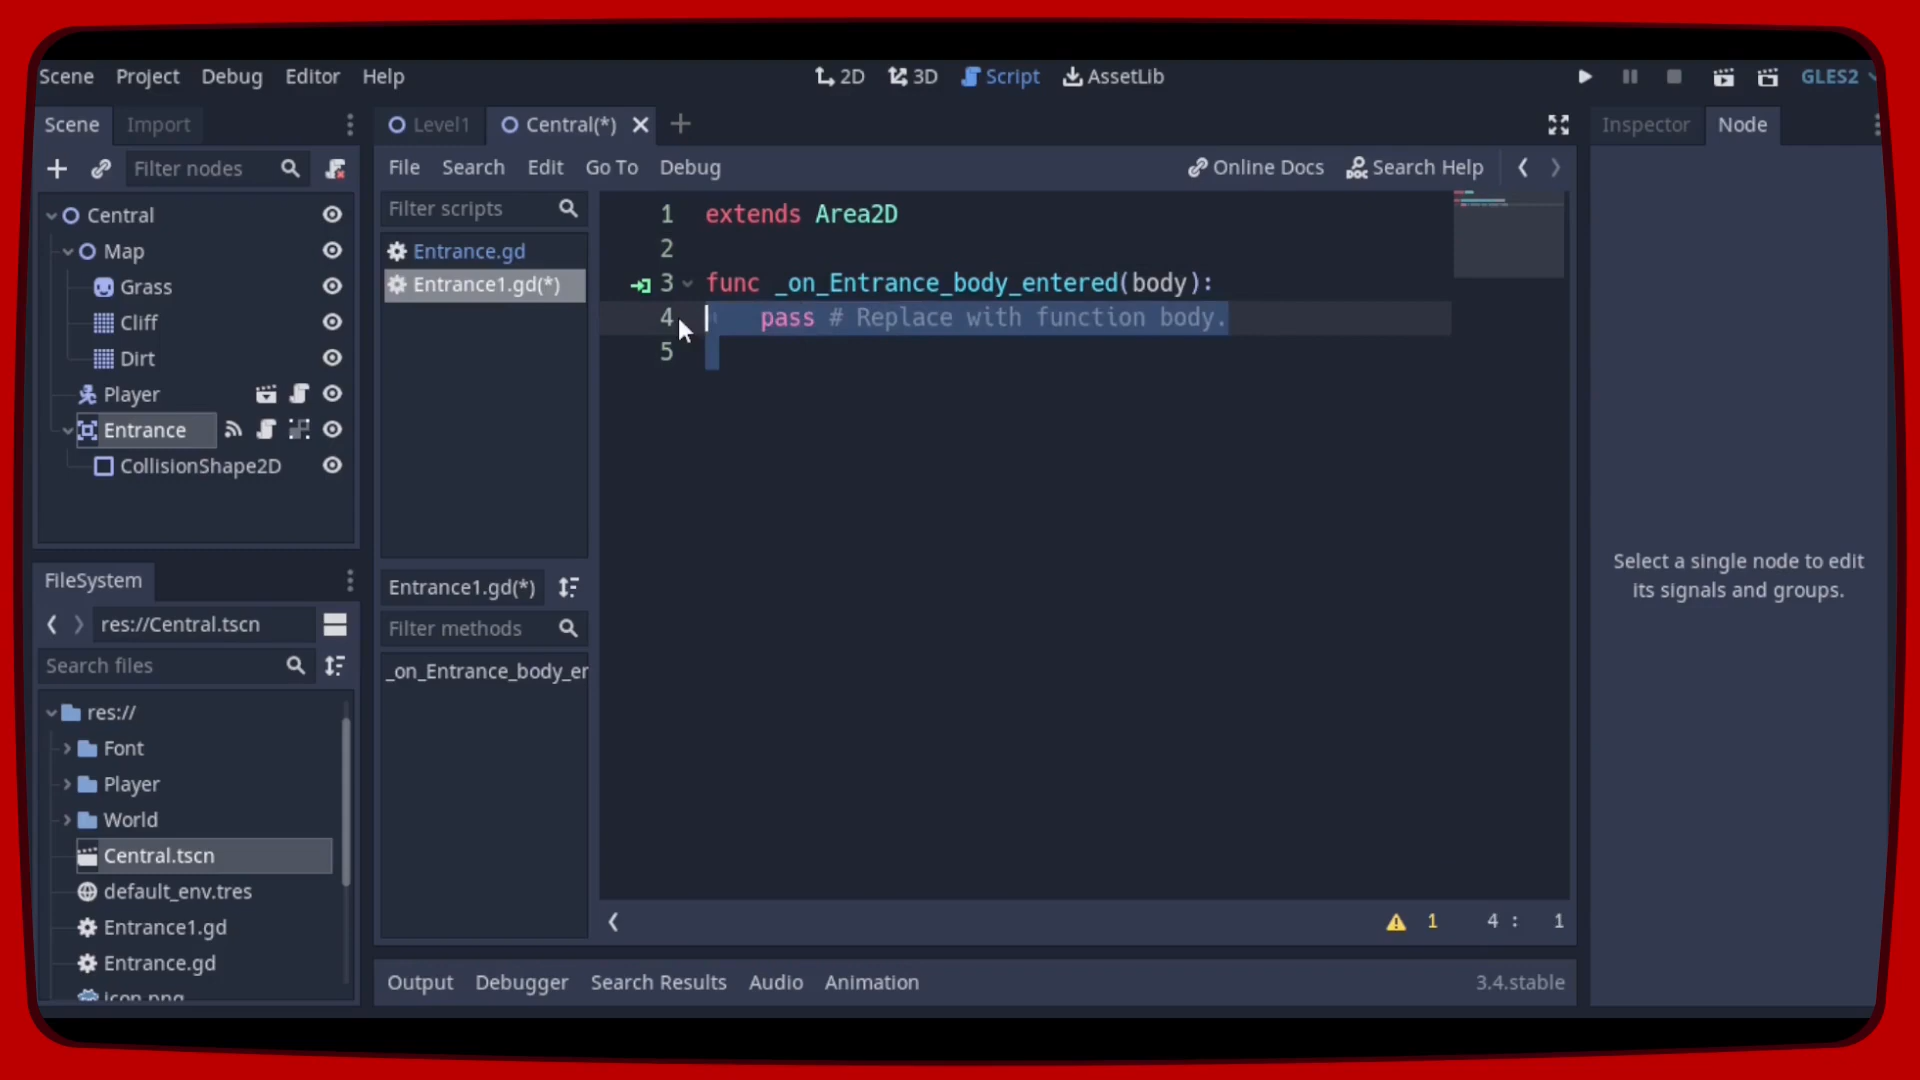 Scene Project Debug Editor Help 2D 3D Script AssetLib GLES2
Scene Import
Level1 Central(*)
Inspector Node
Filter nodes
File Search Edit Go To Debug Online Docs Search Help
Central
Map
Grass
Cliff
Dirt
Player
Entrance
CollisionShape2D
Filter scripts
Entrance.gd
Entrance1.gd(*)
1 extends Area2D
2
3 func _on_Entrance_body_entered(body):
4 pass # Replace with function body.
5
FileSystem
res://Central.tscn
Search files
res://
Font
Player
World
Central.tscn
default_env.tres
Entrance1.gd
Entrance.gd
icon.png
Entrance1.gd(*)
Filter methods
_on_Entrance_body_er
1 4 : 1
Output Debugger Search Results Audio Animation 3.4.stable
Select a single node to edit
its signals and groups.